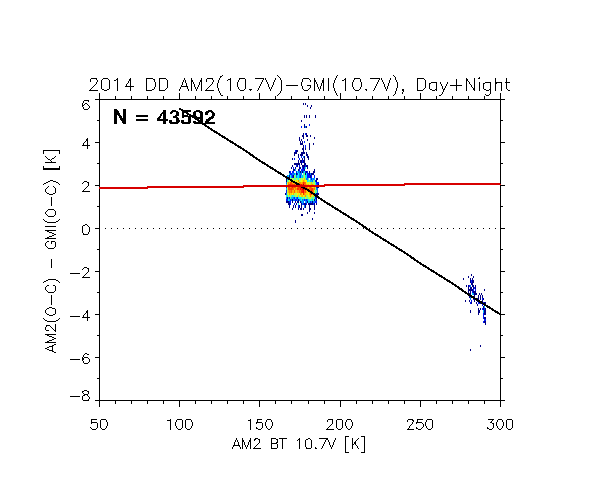 2014 DD AM2(10.7V)−GMI(10.7V), Day+Night
N = 43592
AM2(O−C) − GMI(O−C) [K]
6
4
2
0
−2
−4
−6
−8
50 100 150 200 250 300
AM2 BT 10.7V [K]